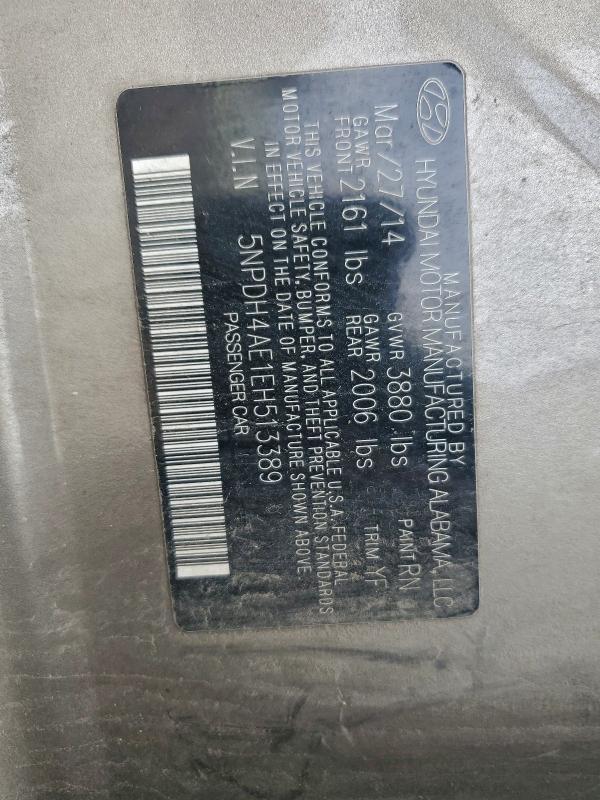 MANUFACTURED BY
HYUNDAI MOTOR MANUFACTURING ALABAMA, LLC
Mar/27/14 GVWR 3880 lbs PAINT RN
GAWR FRONT 2161 lbs GAWR REAR 2006 lbs TRIM YF
THIS VEHICLE CONFORMS TO ALL APPLICABLE U.S.A. FEDERAL
MOTOR VEHICLE SAFETY, BUMPER, AND THEFT PREVENTION STANDARDS
IN EFFECT ON THE DATE OF MANUFACTURE SHOWN ABOVE
V.I.N 5NPDH4AE1EH513389
PASSENGER CAR